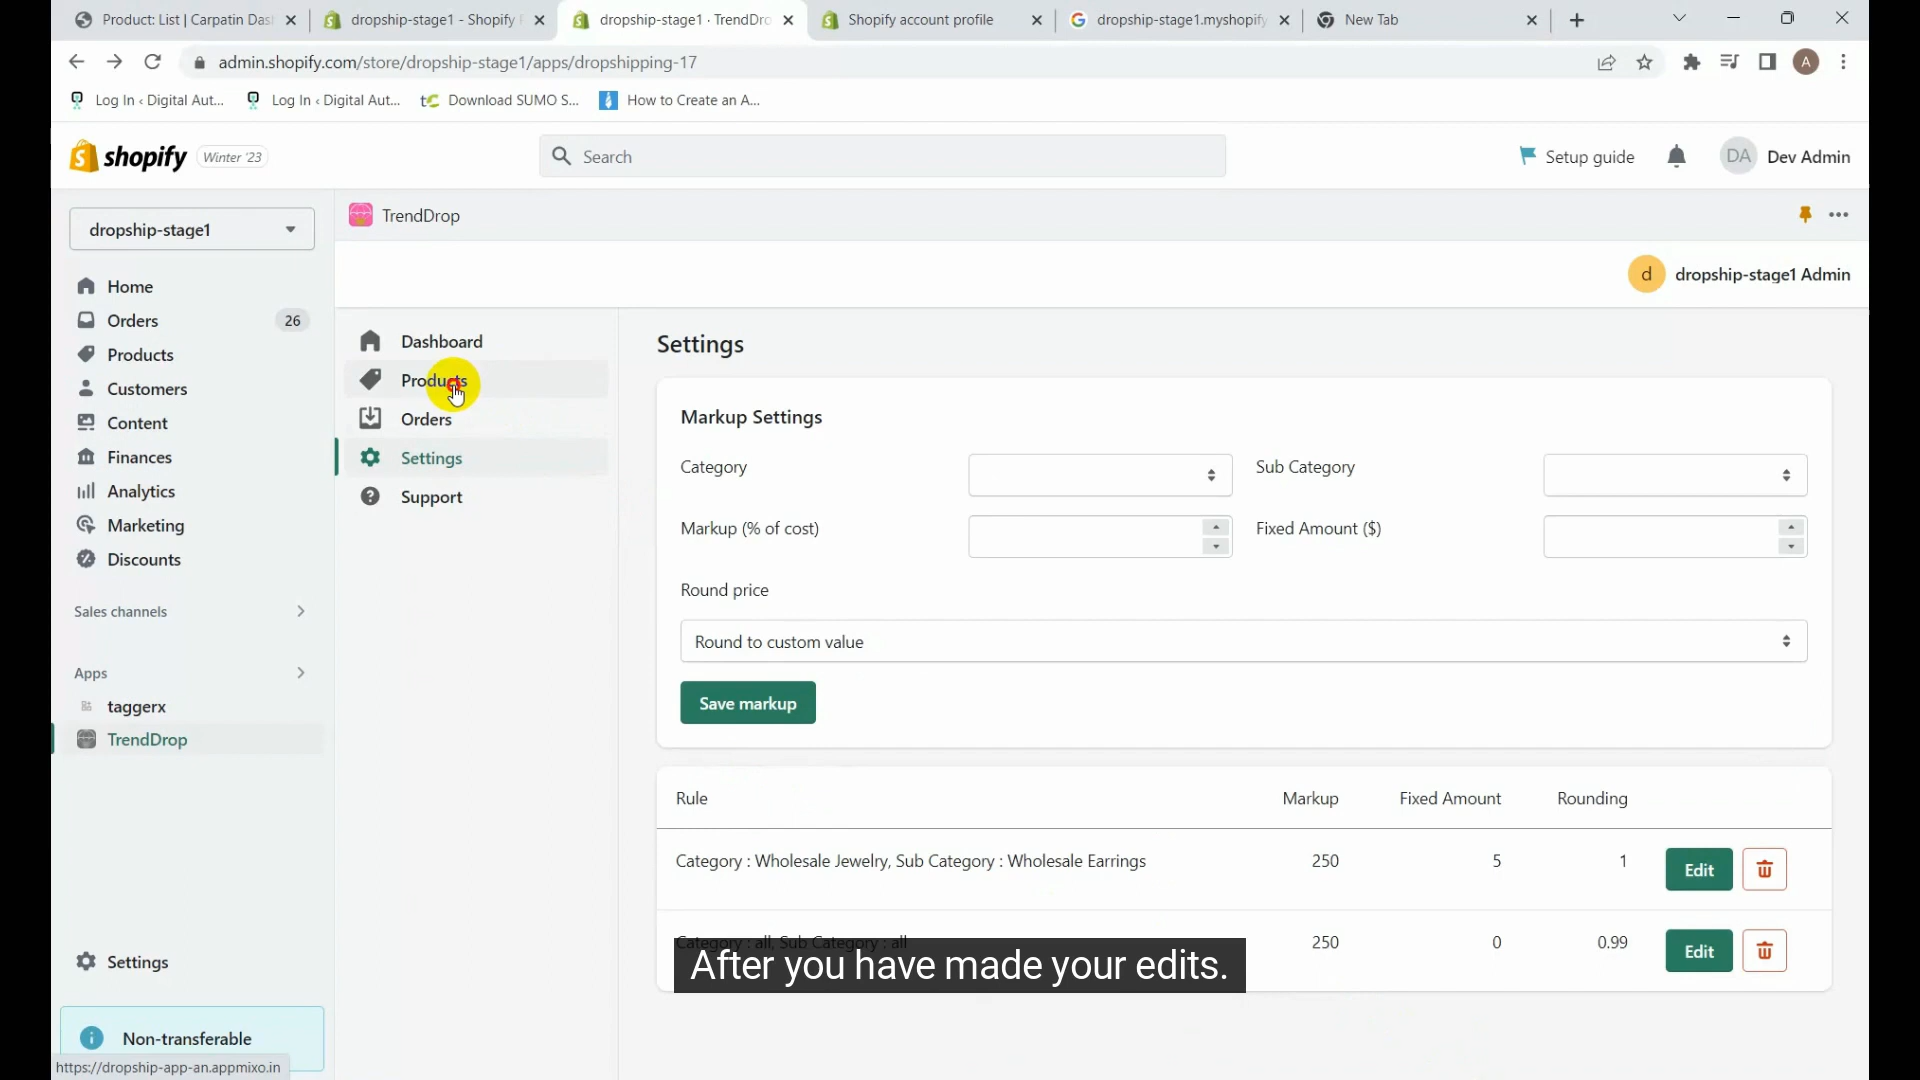 Product: List | Carpatin Das
dropship-stage1 - Shopify
dropship-stage1 · TrendDro
Shopify account profile
dropship-stage1.myshopify
New Tab
admin.shopify.com/store/dropship-stage1/apps/dropshipping-17
A
Log In ‹ Digital Aut...
Log In ‹ Digital Aut...
Download SUMO S...
How to Create an A...
shopify
Winter '23
Search
Setup guide
DA
Dev Admin
dropship-stage1
TrendDrop
d
dropship-stage1 Admin
Home
Orders
26
Products
Customers
Content
Finances
Analytics
Marketing
Discounts
Sales channels
Apps
taggerx
TrendDrop
Settings
Non-transferable
https://dropship-app-an.appmixo.in
Dashboard
Products
Orders
Settings
Support
Settings
Markup Settings
Category
Sub Category
Markup (% of cost)
Fixed Amount ($)
Round price
Round to custom value
Save markup
Rule
Markup
Fixed Amount
Rounding
Category : Wholesale Jewelry, Sub Category : Wholesale Earrings
250
5
1
Edit
Category : all, Sub Category : all
250
0
0.99
Edit
After you have made your edits.